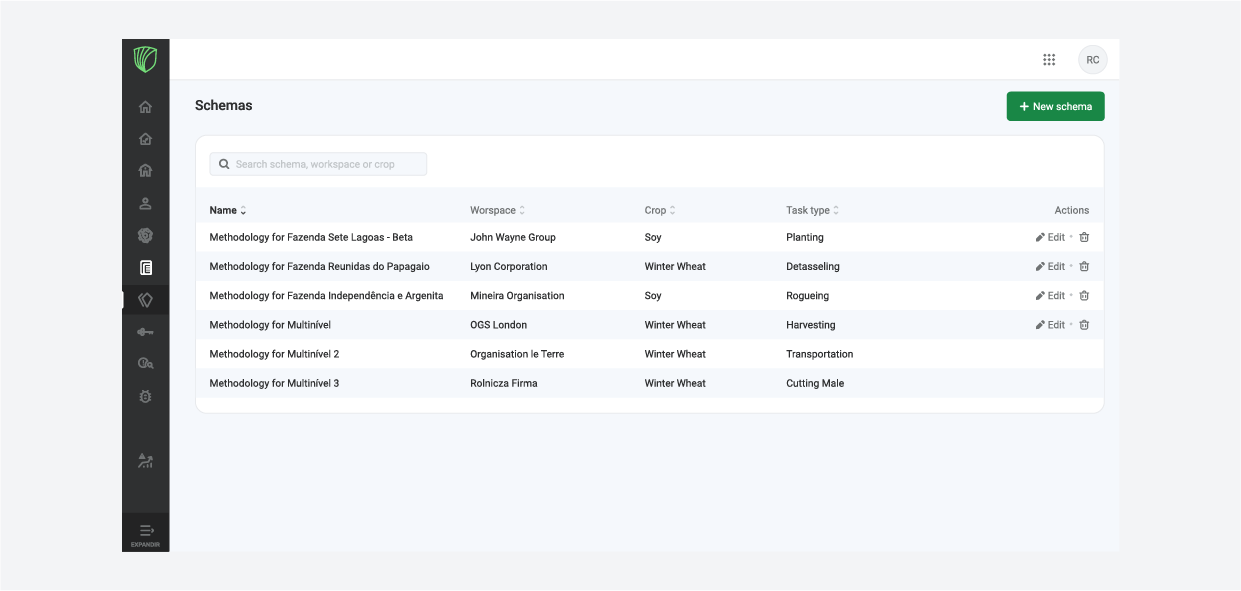 RC
Schemas
+ New schema
Search schema, workspace or crop
Name Worspace Crop Task type Actions
Methodology for Fazenda Sete Lagoas - Beta John Wayne Group Soy Planting Edit
Methodology for Fazenda Reunidas do Papagaio Lyon Corporation Winter Wheat Detasseling Edit
Methodology for Fazenda Independência e Argenita Mineira Organisation Soy Rogueing Edit
Methodology for Multinível OGS London Winter Wheat Harvesting Edit
Methodology for Multinível 2 Organisation le Terre Winter Wheat Transportation
Methodology for Multinível 3 Rolnicza Firma Winter Wheat Cutting Male
EXPANDIR